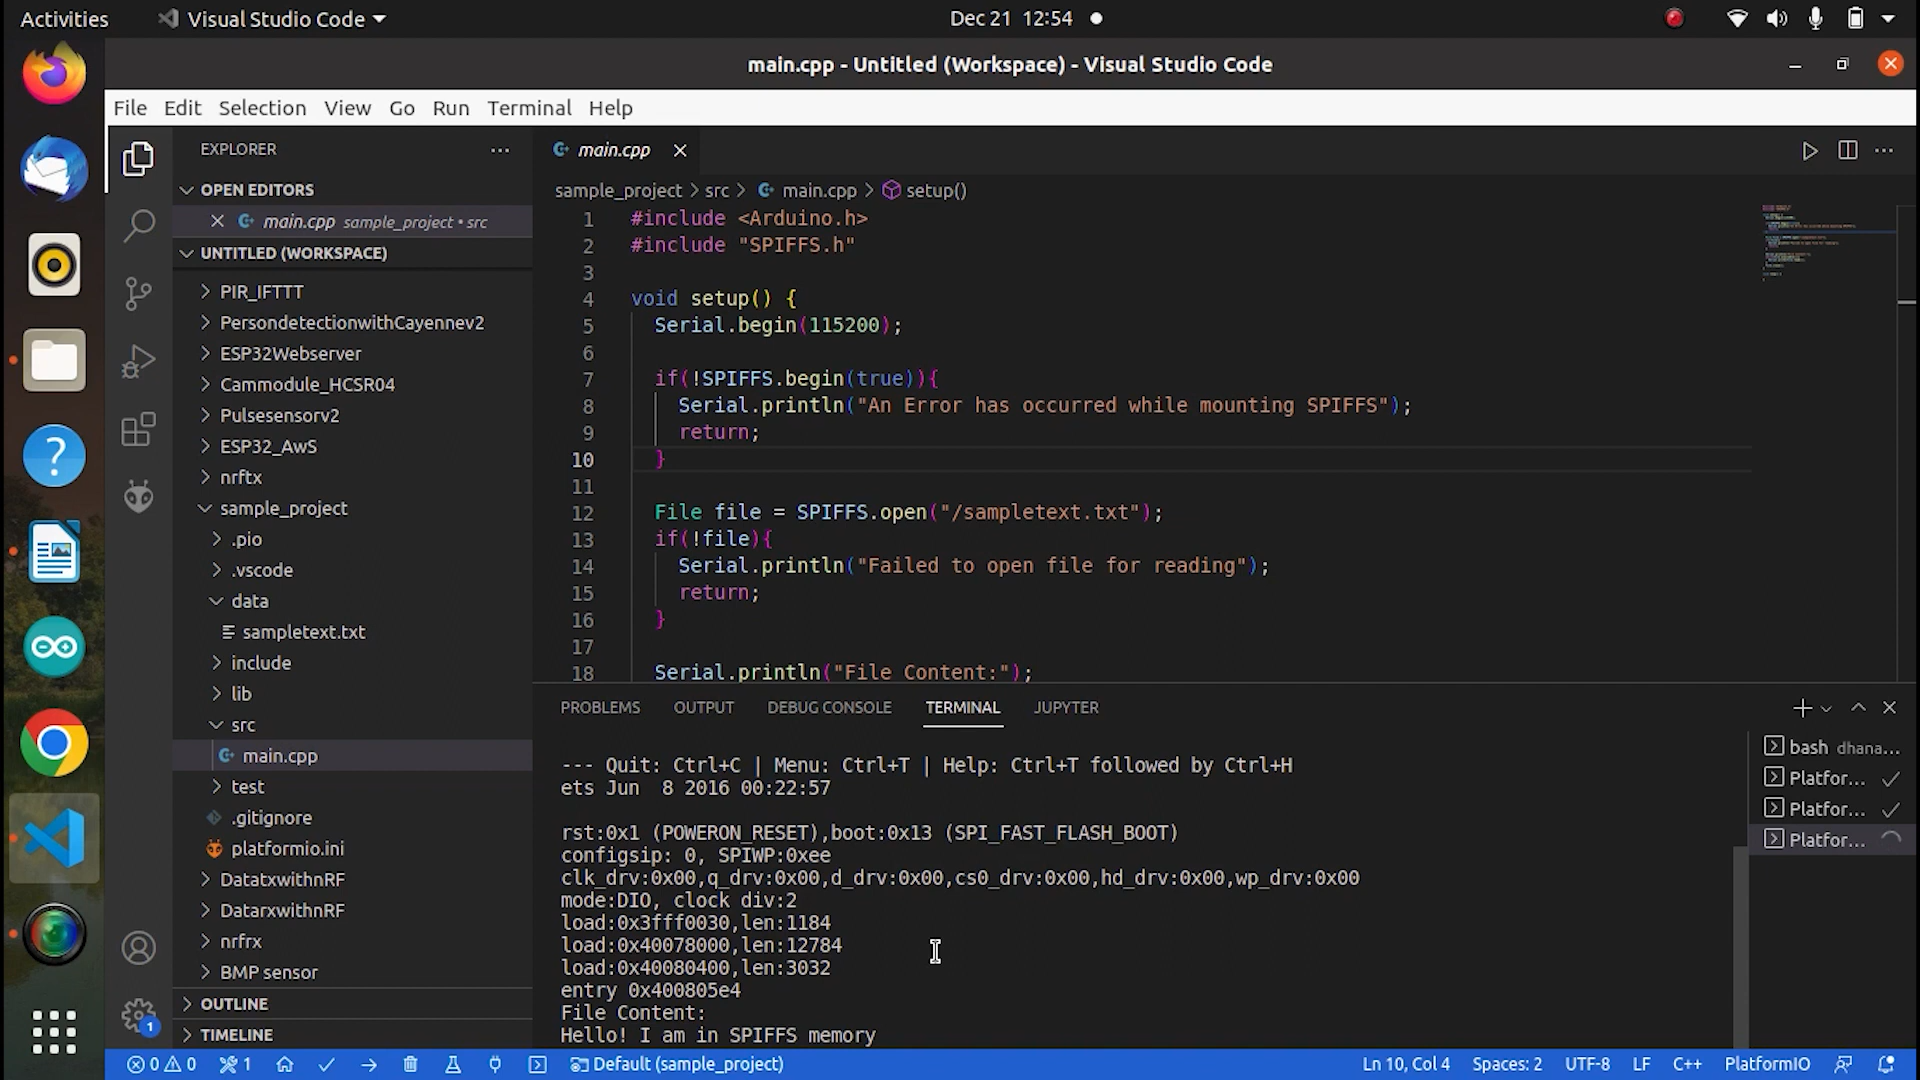 Activities
Visual Studio Code
Dec 21 12:54
main.cpp - Untitled (Workspace) - Visual Studio Code
File Edit Selection View Go Run Terminal Help
EXPLORER
OPEN EDITORS
main.cpp sample_project • src
UNTITLED (WORKSPACE)
PIR_IFTTT
PersondetectionwithCayennev2
ESP32Webserver
Cammodule_HCSR04
Pulsesensorv2
ESP32_AwS
nrftx
sample_project
.pio
.vscode
data
sampletext.txt
include
lib
src
main.cpp
test
.gitignore
platformio.ini
DatatxwithnRF
DatarxwithnRF
nrfrx
BMP sensor
OUTLINE
TIMELINE
main.cpp
sample_project > src > main.cpp > setup()
1 #include <Arduino.h>
2 #include "SPIFFS.h"
3
4 void setup() {
5 Serial.begin(115200);
6
7 if(!SPIFFS.begin(true)){
8 Serial.println("An Error has occurred while mounting SPIFFS");
9 return;
10 }
11
12 File file = SPIFFS.open("/sampletext.txt");
13 if(!file){
14 Serial.println("Failed to open file for reading");
15 return;
16 }
17
18 Serial.println("File Content:");
PROBLEMS OUTPUT DEBUG CONSOLE TERMINAL JUPYTER
--- Quit: Ctrl+C | Menu: Ctrl+T | Help: Ctrl+T followed by Ctrl+H
ets Jun  8 2016 00:22:57
rst:0x1 (POWERON_RESET),boot:0x13 (SPI_FAST_FLASH_BOOT)
configsip: 0, SPIWP:0xee
clk_drv:0x00,q_drv:0x00,d_drv:0x00,cs0_drv:0x00,hd_drv:0x00,wp_drv:0x00
mode:DIO, clock div:2
load:0x3fff0030,len:1184
load:0x40078000,len:12784
load:0x40080400,len:3032
entry 0x400805e4
File Content:
Hello! I am in SPIFFS memory
bash dhana...
Platfor...
Platfor...
Platfor...
1
0 0 1 Default (sample_project) Ln 10, Col 4 Spaces: 2 UTF-8 LF C++ PlatformIO